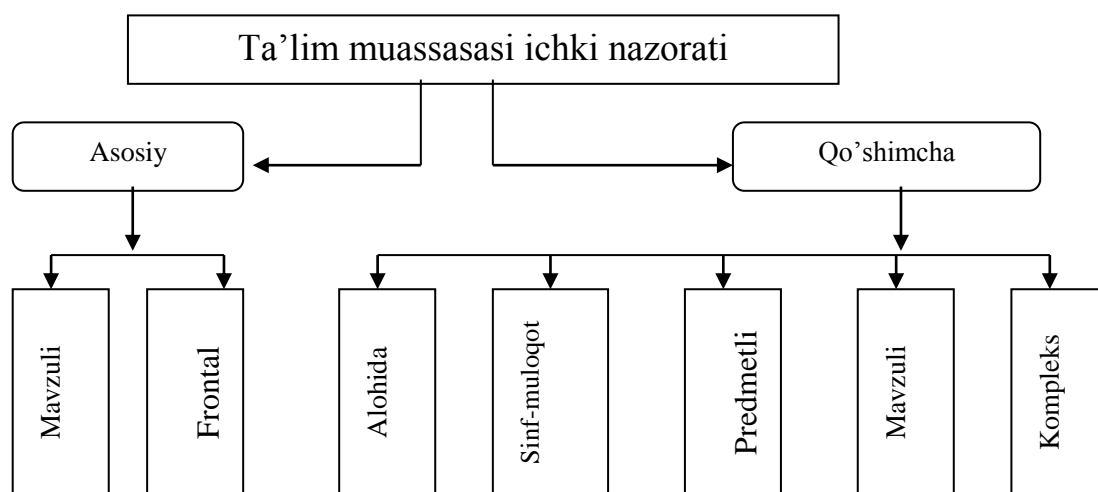 Ta’lim muassasasi ichki nazorati
Asosiy
Qo’shimcha
Mavzuli
Frontal
Alohida
Sinf-muloqot
Predmetli
Mavzuli
Kompleks